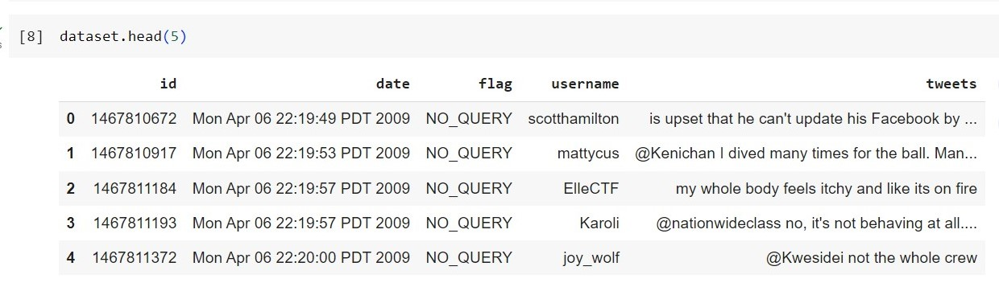 [8] dataset.head(5)
id date flag username tweets
0 1467810672 Mon Apr 06 22:19:49 PDT 2009 NO_QUERY scotthamilton is upset that he can't update his Facebook by ...
1 1467810917 Mon Apr 06 22:19:53 PDT 2009 NO_QUERY mattycus @Kenichan I dived many times for the ball. Man...
2 1467811184 Mon Apr 06 22:19:57 PDT 2009 NO_QUERY ElleCTF my whole body feels itchy and like its on fire
3 1467811193 Mon Apr 06 22:19:57 PDT 2009 NO_QUERY Karoli @nationwideclass no, it's not behaving at all....
4 1467811372 Mon Apr 06 22:20:00 PDT 2009 NO_QUERY joy_wolf @Kwesidei not the whole crew